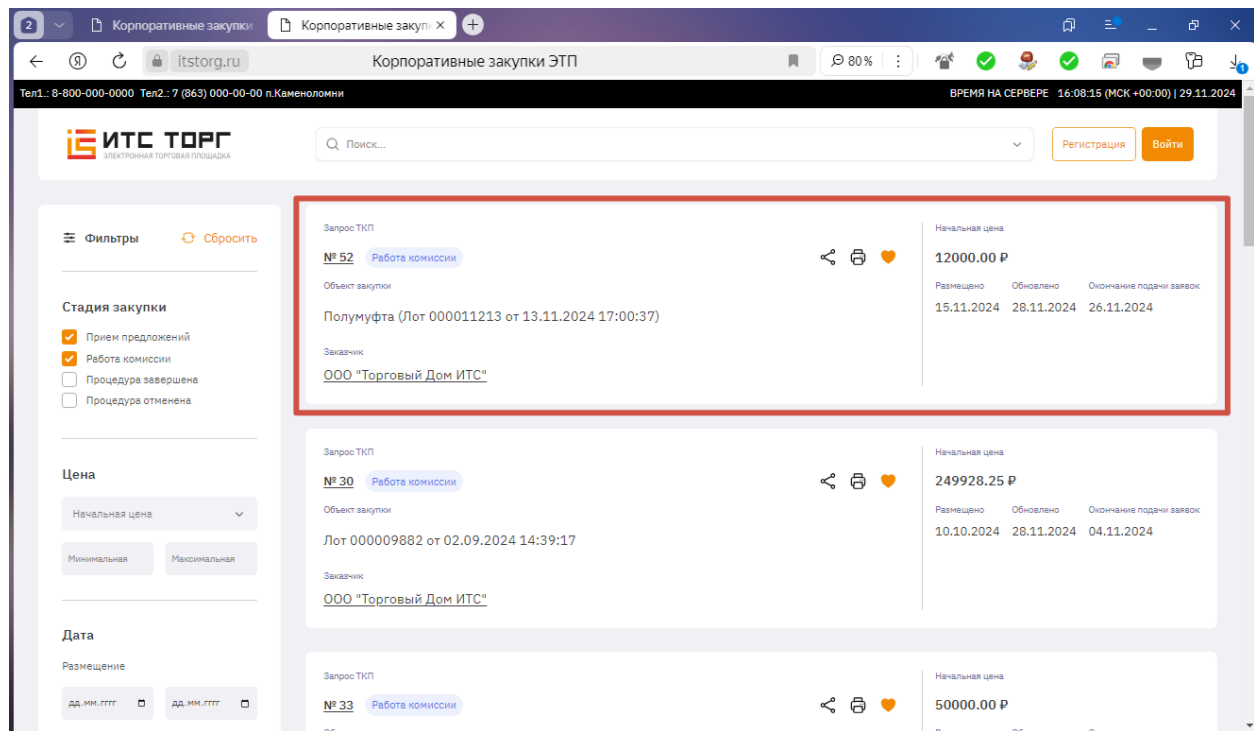 2
Корпоративные закупки
Корпоративные закуп
itstorg.ru
Корпоративные закупки ЭТП
80 %
Тел1.: 8-800-000-0000 Тел2.: 7 (863) 000-00-00 п.Каменоломни
ВРЕМЯ НА СЕРВЕРЕ 16:08:15 (МСК +00:00) | 29.11.2024
ИТС ТОРГ
ЭЛЕКТРОННАЯ ТОРГОВАЯ ПЛОЩАДКА
Поиск...
Регистрация
Войти
Фильтры
Сбросить
Стадия закупки
Прием предложений
Работа комиссии
Процедура завершена
Процедура отменена
Цена
Начальная цена
Минимальная
Максимальная
Дата
Размещение
дд.мм.гггг
дд.мм.гггг
Запрос ТКП
№ 52 Работа комиссии
Объект закупки
Полумуфта (Лот 000011213 от 13.11.2024 17:00:37)
Заказчик
ООО "Торговый Дом ИТС"
Начальная цена
12000.00 ₽
Размещено Обновлено Окончание подачи заявок
15.11.2024 28.11.2024 26.11.2024
Запрос ТКП
№ 30 Работа комиссии
Объект закупки
Лот 000009882 от 02.09.2024 14:39:17
Заказчик
ООО "Торговый Дом ИТС"
Начальная цена
249928.25 ₽
Размещено Обновлено Окончание подачи заявок
10.10.2024 28.11.2024 04.11.2024
Запрос ТКП
№ 33 Работа комиссии
Начальная цена
50000.00 ₽